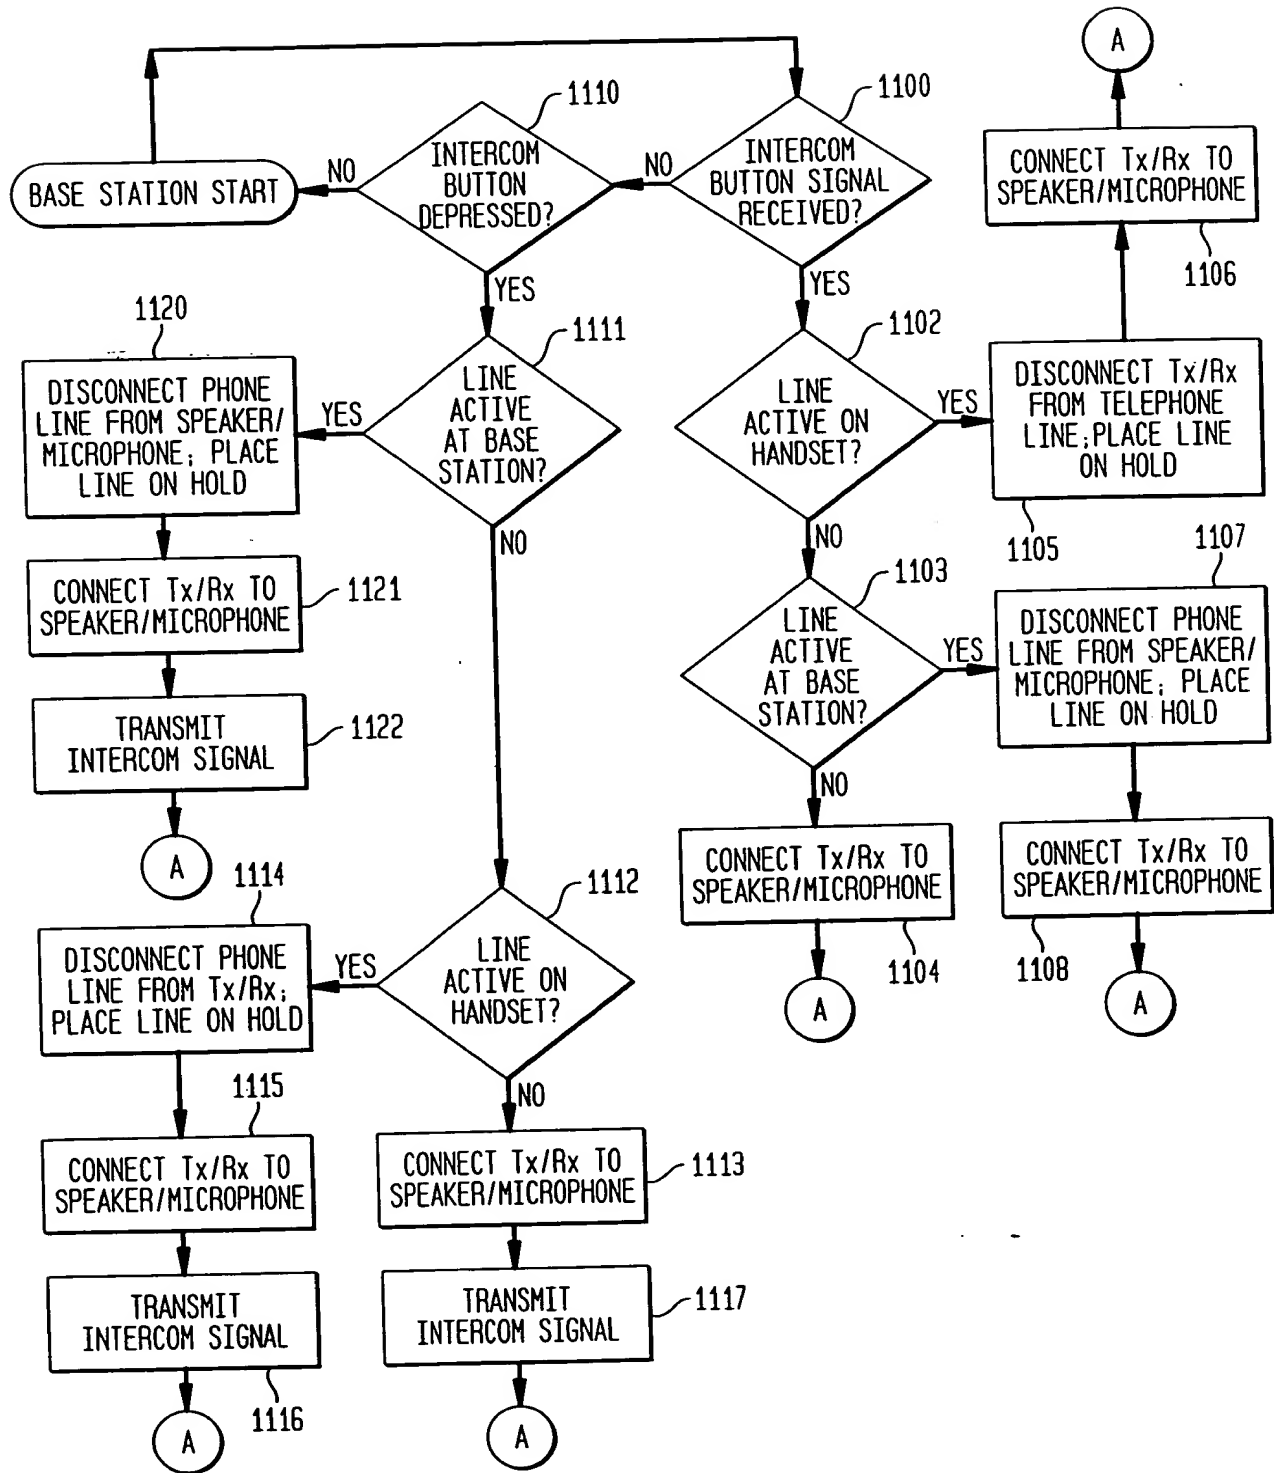 A
1110
1100
BASE STATION START
NO
INTERCOM
BUTTON
DEPRESSED?
NO
INTERCOM
BUTTON SIGNAL
RECEIVED?
CONNECT Tx/Rx TO
SPEAKER/MICROPHONE
1106
YES
YES
1120
1111
1102
DISCONNECT PHONE
LINE FROM SPEAKER/
MICROPHONE; PLACE
LINE ON HOLD
YES
LINE
ACTIVE
AT BASE
STATION?
LINE
ACTIVE ON
HANDSET?
YES
DISCONNECT Tx/Rx
FROM TELEPHONE
LINE;PLACE LINE
ON HOLD
NO
NO
1105
1107
CONNECT Tx/Rx TO
SPEAKER/MICROPHONE
1121
1103
LINE
ACTIVE
AT BASE
STATION?
YES
DISCONNECT PHONE
LINE FROM SPEAKER/
MICROPHONE; PLACE
LINE ON HOLD
TRANSMIT
INTERCOM SIGNAL
1122
NO
A
CONNECT Tx/Rx TO
SPEAKER/MICROPHONE
CONNECT Tx/Rx TO
SPEAKER/MICROPHONE
1114
1112
1104
1108
DISCONNECT PHONE
LINE FROM Tx/Rx;
PLACE LINE ON HOLD
YES
LINE
ACTIVE ON
HANDSET?
A
A
1115
NO
CONNECT Tx/Rx TO
SPEAKER/MICROPHONE
CONNECT Tx/Rx TO
SPEAKER/MICROPHONE
1113
TRANSMIT
INTERCOM SIGNAL
TRANSMIT
INTERCOM SIGNAL
1117
1116
A
A